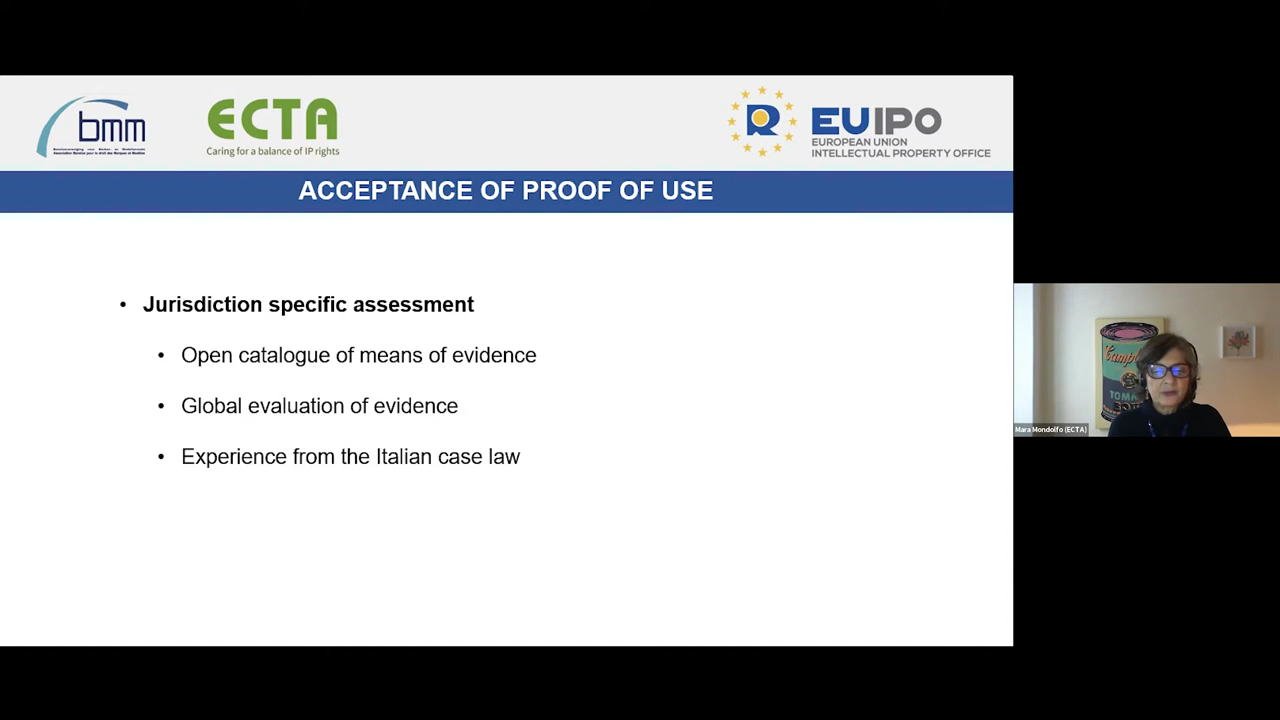 bmm
ECTA
Caring for a balance of IP rights
R
EUIPO
EUROPEAN UNION
INTELLECTUAL PROPERTY OFFICE
ACCEPTANCE OF PROOF OF USE
• Jurisdiction specific assessment
• Open catalogue of means of evidence
• Global evaluation of evidence
• Experience from the Italian case law
Campb
TOMA
Mara Mondolfo (ECTA)